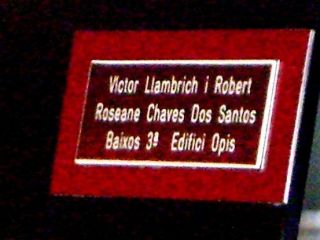 Victor Llambrich i Robert
Roseane Chaves Dos Santos
Baixos 3ª Edifici Opis